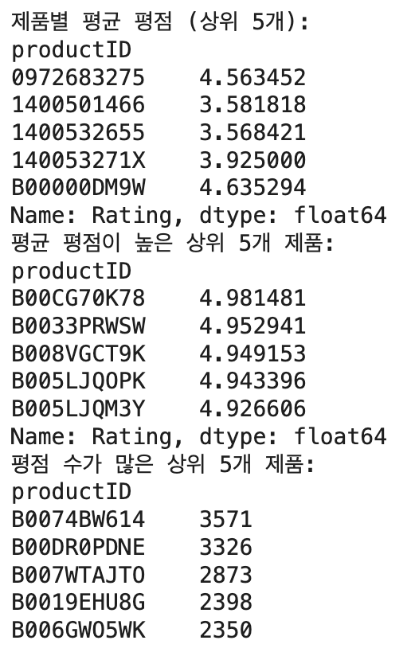 제품별 평균 평점 (상위 5개):
productID
0972683275    4.563452
1400501466    3.581818
1400532655    3.568421
140053271X    3.925000
B00000DM9W    4.635294
Name: Rating, dtype: float64
평균 평점이 높은 상위 5개 제품:
productID
B00CG70K78    4.981481
B0033PRWSW    4.952941
B008VGCT9K    4.949153
B005LJQOPK    4.943396
B005LJQM3Y    4.926606
Name: Rating, dtype: float64
평점 수가 많은 상위 5개 제품:
productID
B0074BW614    3571
B00DR0PDNE    3326
B007WTAJTO    2873
B0019EHU8G    2398
B006GWO5WK    2350